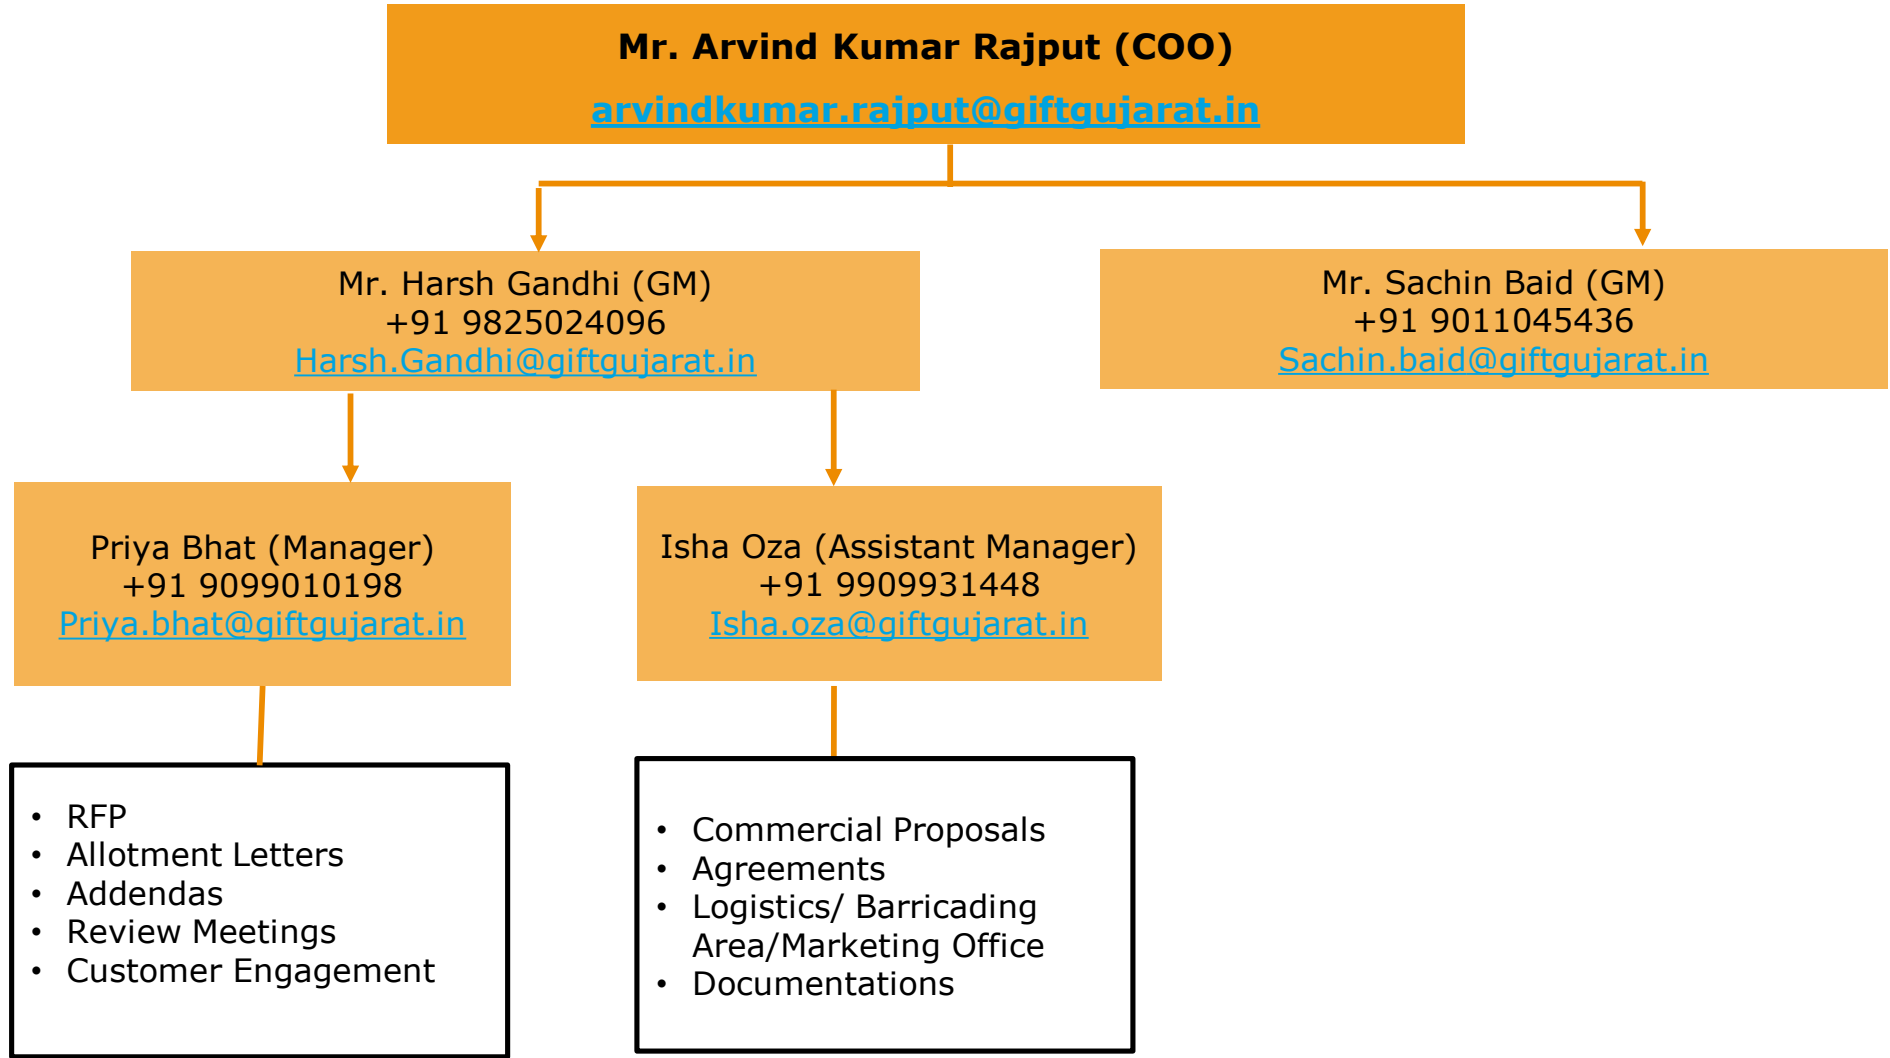 Mr. Arvind Kumar Rajput (COO)
arvindkumar.rajput@giftgujarat.in
Mr. Harsh Gandhi (GM)
+91 9825024096
Harsh.Gandhi@giftgujarat.in
Mr. Sachin Baid (GM)
+91 9011045436
Sachin.baid@giftgujarat.in
Priya Bhat (Manager)
+91 9099010198
Priya.bhat@giftgujarat.in
Isha Oza (Assistant Manager)
+91 9909931448
Isha.oza@giftgujarat.in
• RFP
• Allotment Letters
• Addendas
• Review Meetings
• Customer Engagement
• Commercial Proposals
• Agreements
• Logistics/ Barricading
Area/Marketing Office
• Documentations